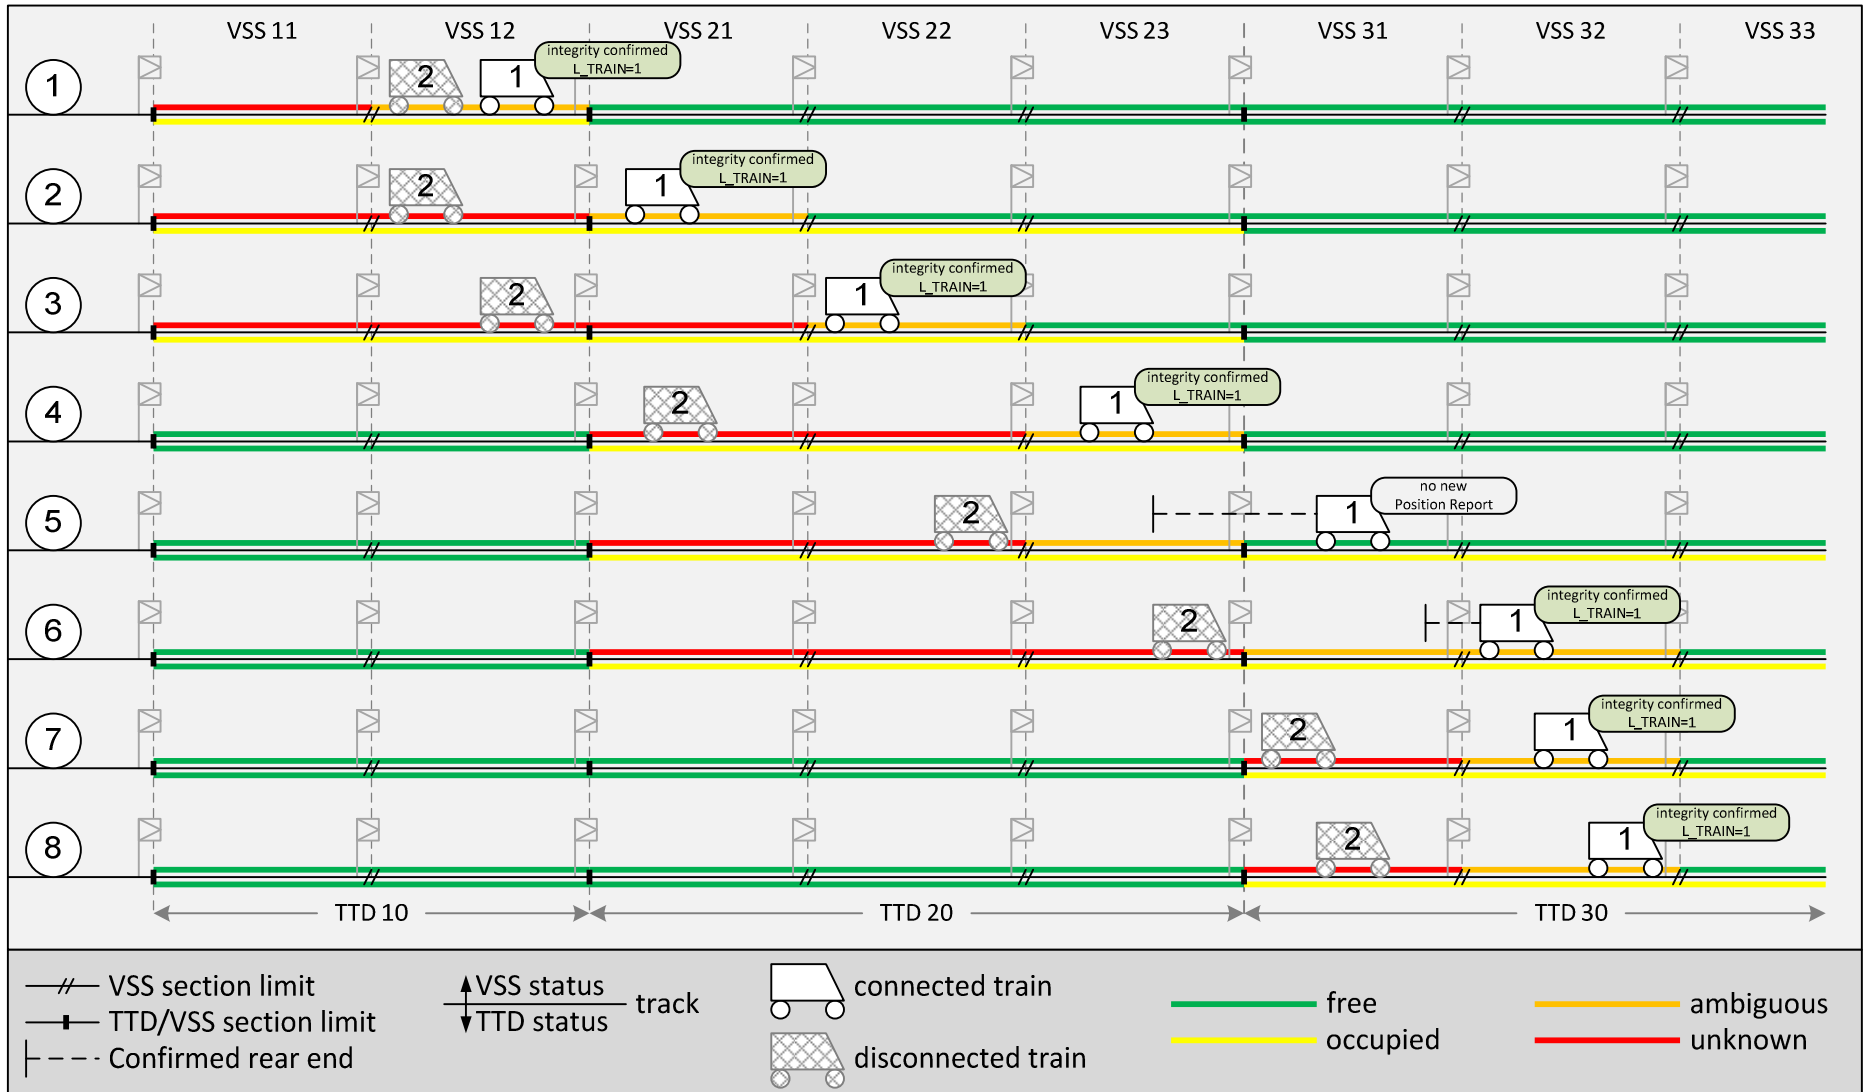 VSS 11 VSS 12 VSS 21 VSS 22 VSS 23 VSS 31 VSS 32 VSS 33
1 2 1 integrity confirmed
L_TRAIN=1
2 2 1 integrity confirmed
L_TRAIN=1
3 2 1 integrity confirmed
L_TRAIN=1
4 2 1 integrity confirmed
L_TRAIN=1
5 2 1 no new
Position Report
6 2 1 integrity confirmed
L_TRAIN=1
7 2 1 integrity confirmed
L_TRAIN=1
8 2 1 integrity confirmed
L_TRAIN=1
TTD 10 TTD 20 TTD 30
VSS section limit
TTD/VSS section limit
Confirmed rear end
VSS status
track
TTD status
connected train
disconnected train
free
occupied
ambiguous
unknown